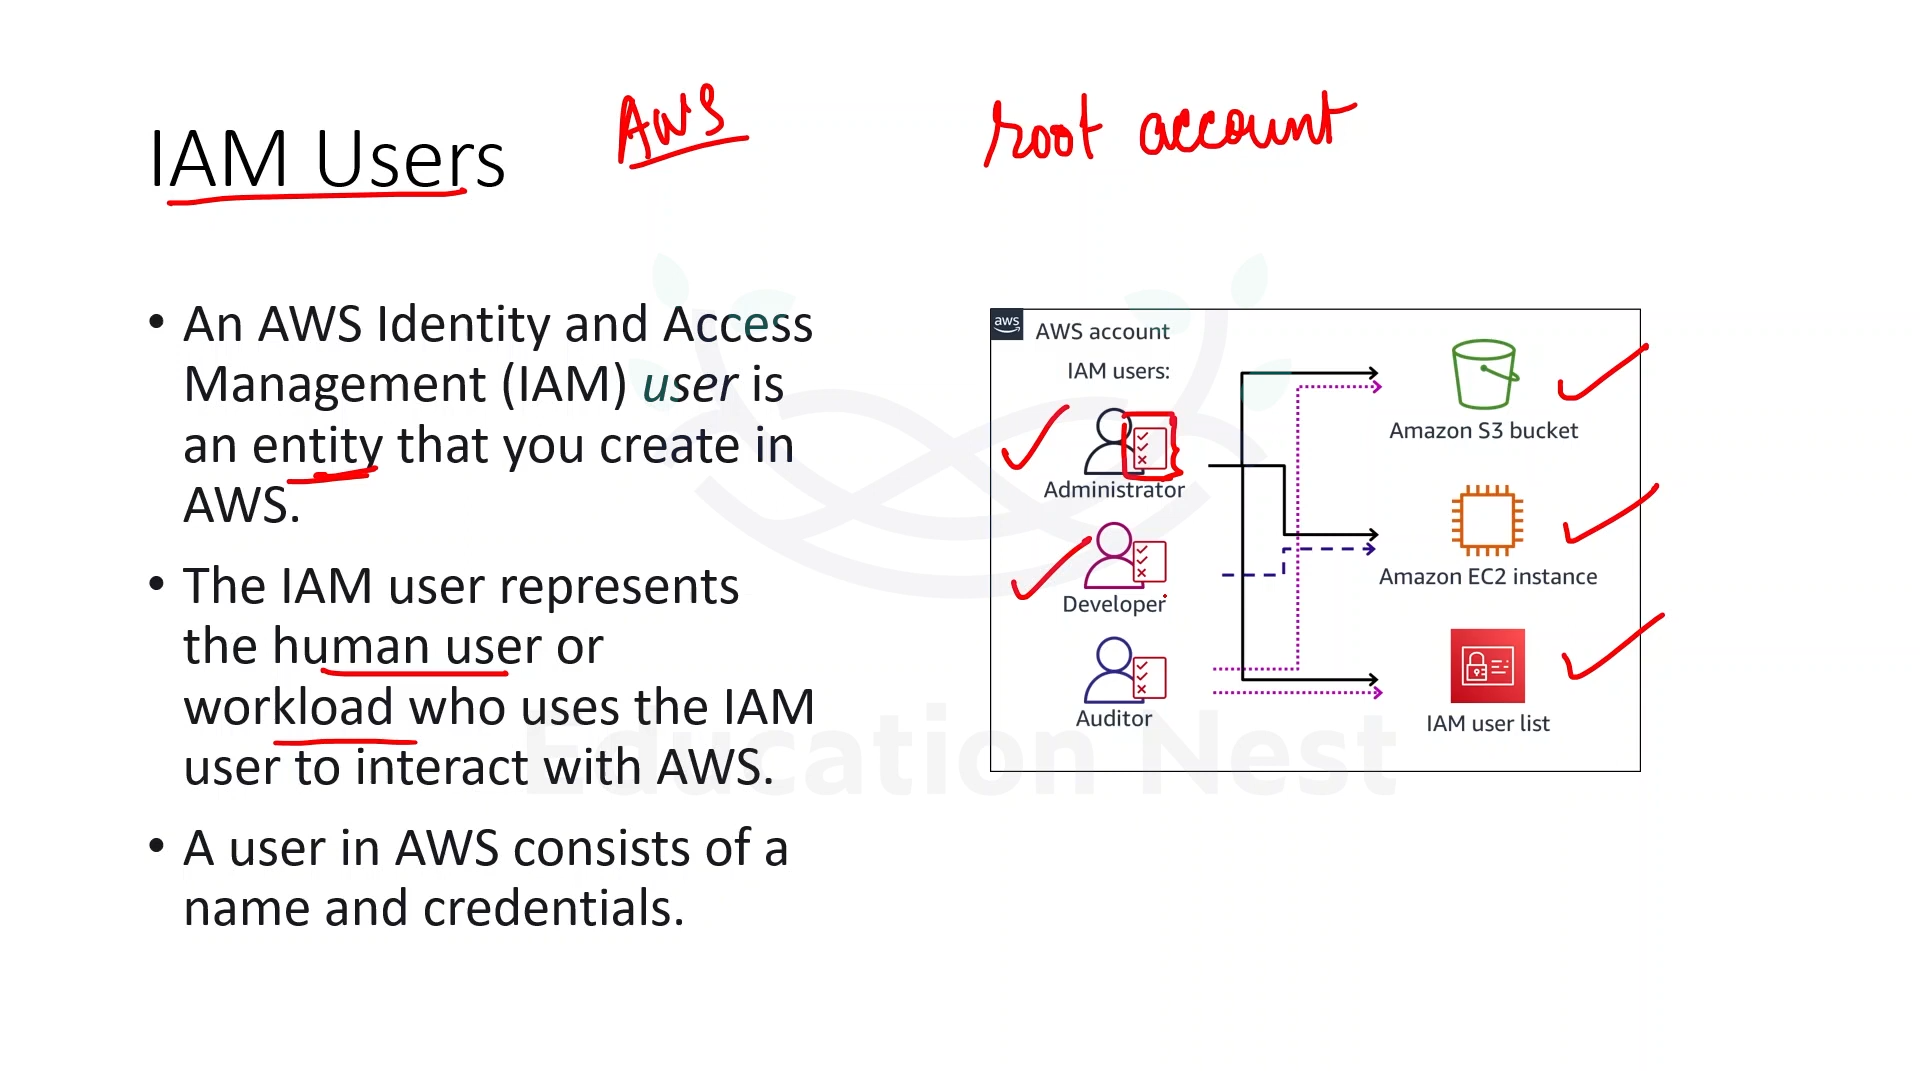 AWS
root account
IAM Users
• An AWS Identity and Access
Management (IAM) user is
an entity that you create in
AWS.
• The IAM user represents
the human user or
workload who uses the IAM
user to interact with AWS.
• A user in AWS consists of a
name and credentials.
aws
AWS account
IAM users:
Administrator
Developer
Auditor
Amazon S3 bucket
Amazon EC2 instance
IAM user list
Education Nest